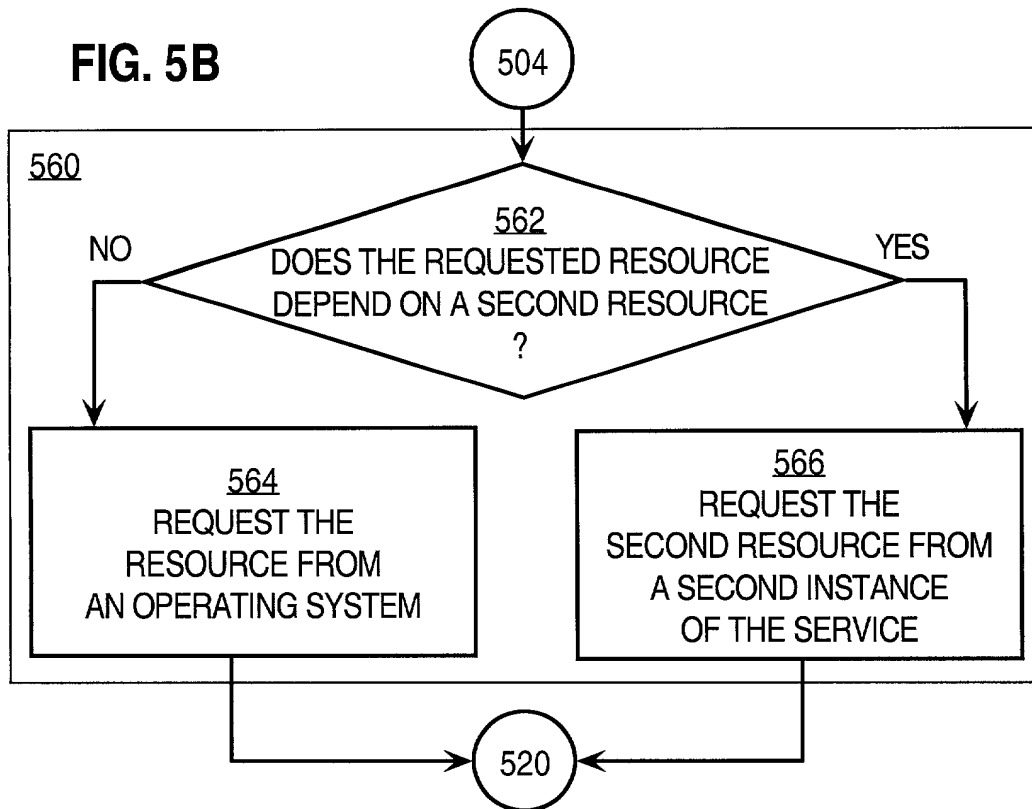 FIG. 5B
504
560
562
DOES THE REQUESTED RESOURCE
DEPEND ON A SECOND RESOURCE
?
NO
YES
564
REQUEST THE
RESOURCE FROM
AN OPERATING SYSTEM
566
REQUEST THE
SECOND RESOURCE FROM
A SECOND INSTANCE
OF THE SERVICE
520